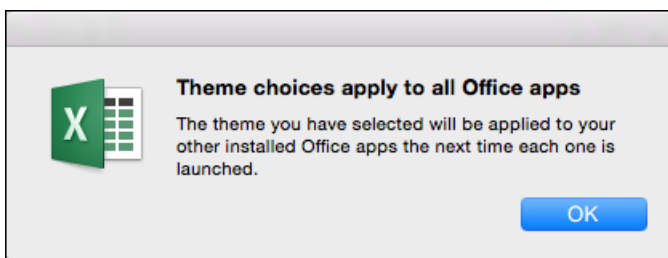 Theme choices apply to all Office apps
The theme you have selected will be applied to your
other installed Office apps the next time each one is
launched.
X
OK